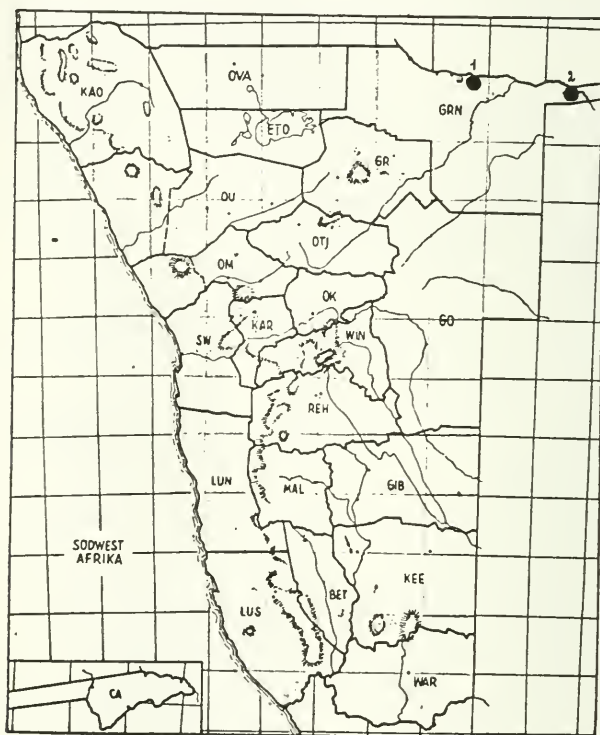 KAO
OVA
1
2
ETO
GRN
GR
OU
OTJ
OM
OK
GO
SW
KAR
WIN
REH
LUN
MAL
GIB
SÜDWEST
AFRIKA
BET
KEE
LUS
CA
WAR